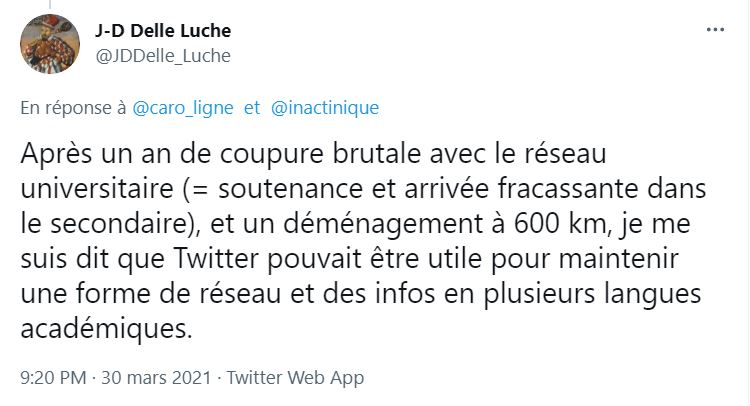 J-D Delle Luche
@JDDelle_Luche
En réponse à @caro_ligne et @inactinique
Après un an de coupure brutale avec le réseau
universitaire (= soutenance et arrivée fracassante dans
le secondaire), et un déménagement à 600 km, je me
suis dit que Twitter pouvait être utile pour maintenir
une forme de réseau et des infos en plusieurs langues
académiques.
9:20 PM · 30 mars 2021 · Twitter Web App